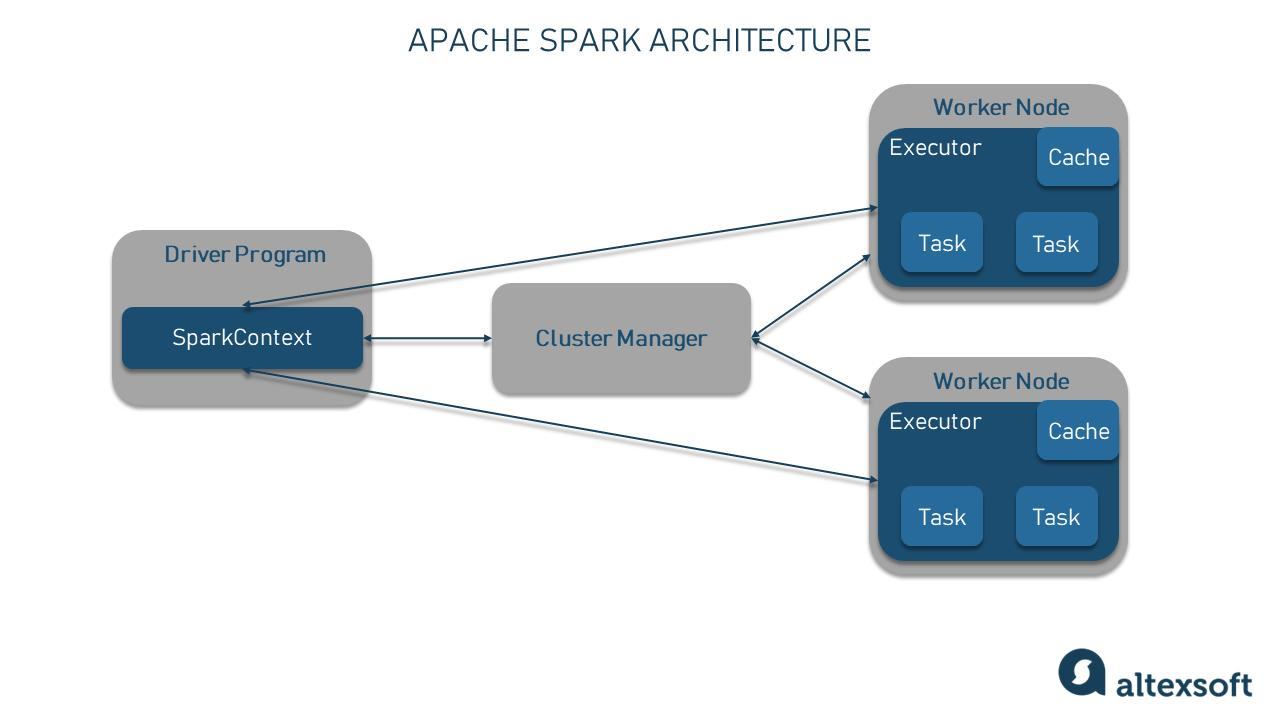 APACHE SPARK ARCHITECTURE
Driver Program
SparkContext
Cluster Manager
Worker Node
Executor
Cache
Task
Task
Worker Node
Executor
Cache
Task
Task
altexsoft